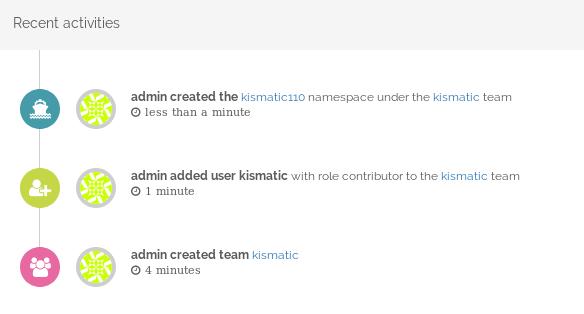 Recent activities
admin created the kismatic110 namespace under the kismatic team
less than a minute
admin added user kismatic with role contributor to the kismatic team
1 minute
admin created team kismatic
4 minutes